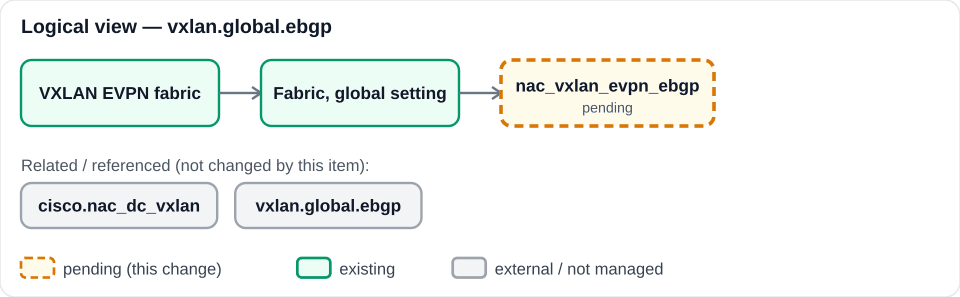 Logical view — vxlan.global.ebgp
VXLAN EVPN fabric
Fabric, global setting
nac_vxlan_evpn_ebgp
pending
Related / referenced (not changed by this item):
cisco.nac_dc_vxlan
vxlan.global.ebgp
pending (this change)
existing
external / not managed